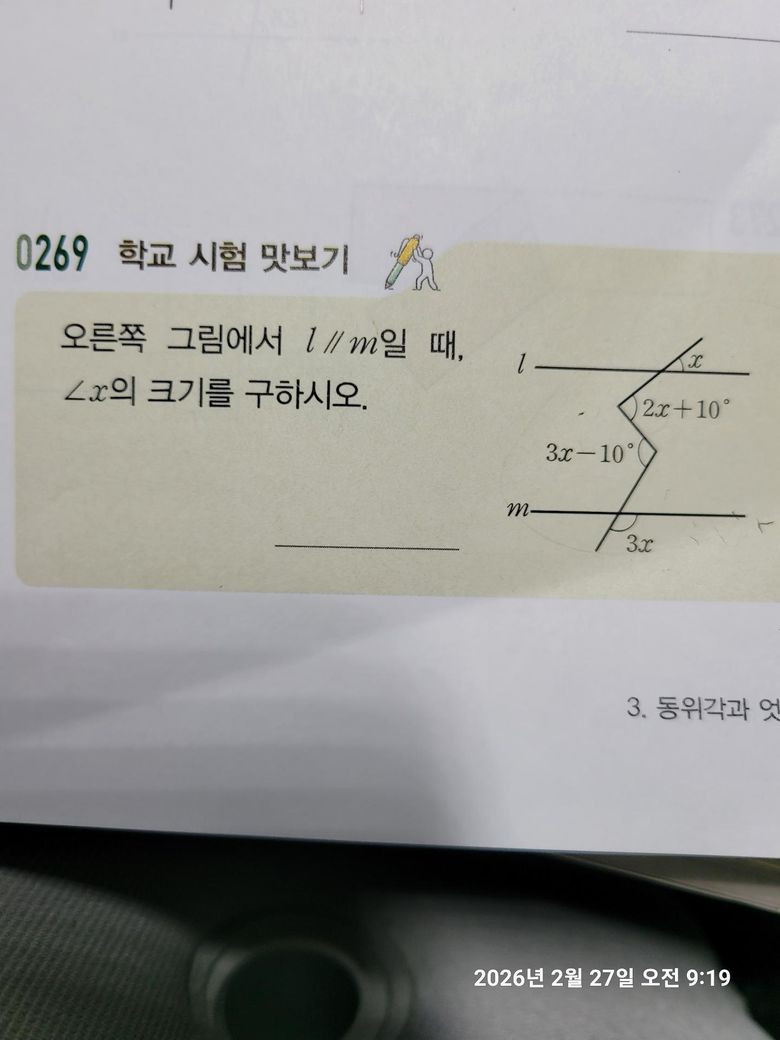 0269 학교 시험 맛보기
오른쪽 그림에서 l // m일 때,
∠x의 크기를 구하시오.
l
x
2x+10°
3x-10°
m
3x
3. 동위각과 엇
2026년 2월 27일 오전 9:19